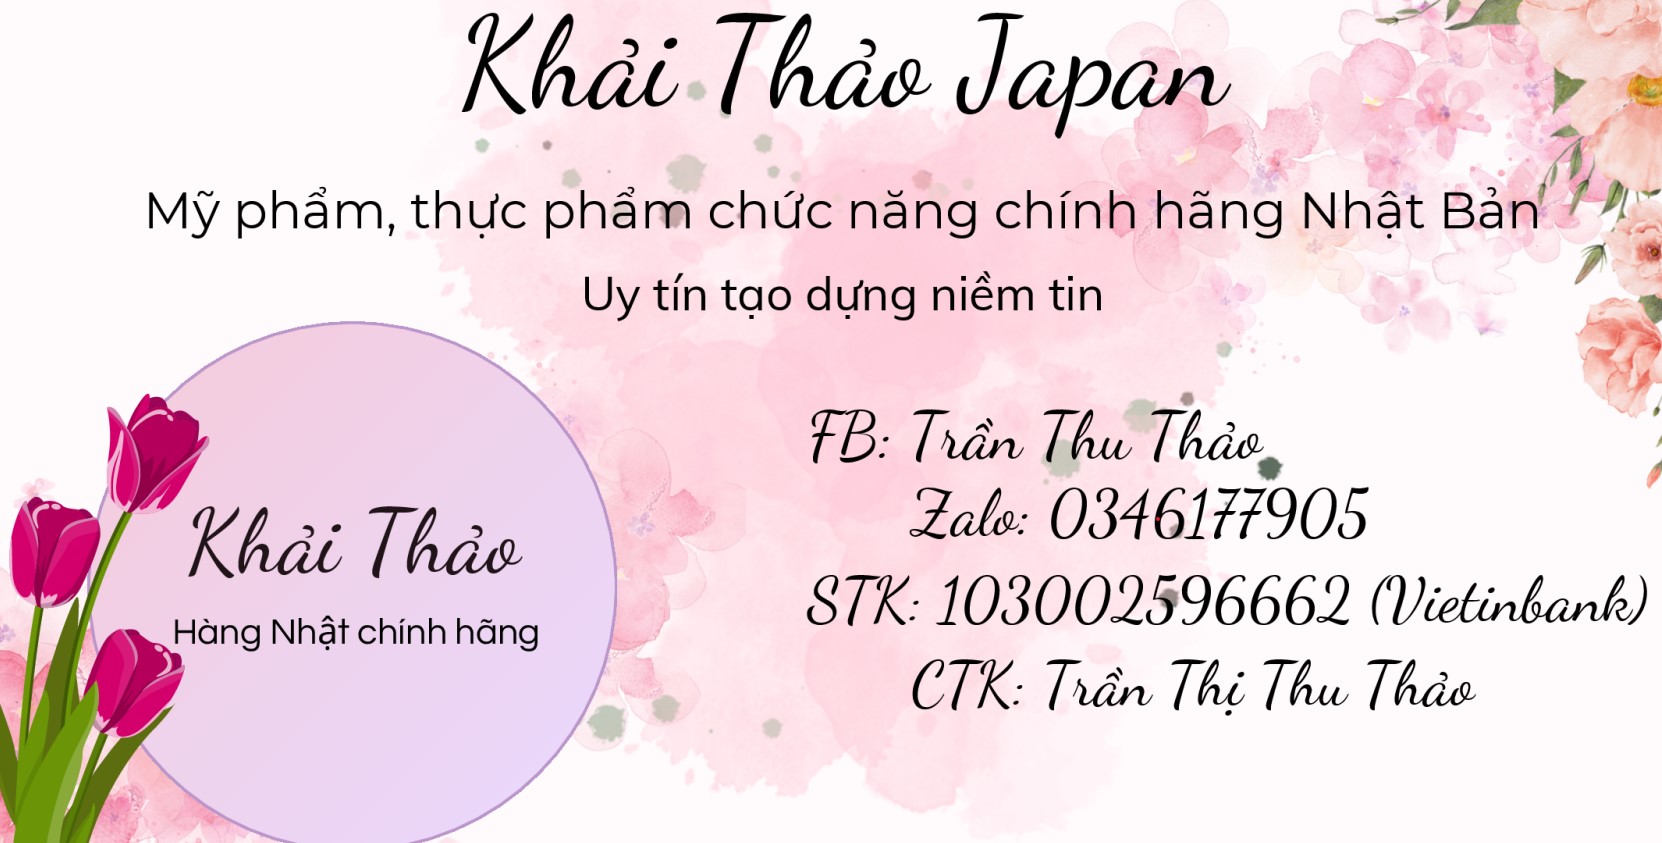 Khải Thảo Japan
Mỹ phẩm, thực phẩm chức năng chính hãng Nhật Bản
Uy tín tạo dựng niềm tin
Khải Thảo
Hàng Nhật chính hãng
FB: Trần Thu Thảo
Zalo: 0346177905
STK: 103002596662 (Vietinbank)
CTK: Trần Thị Thu Thảo